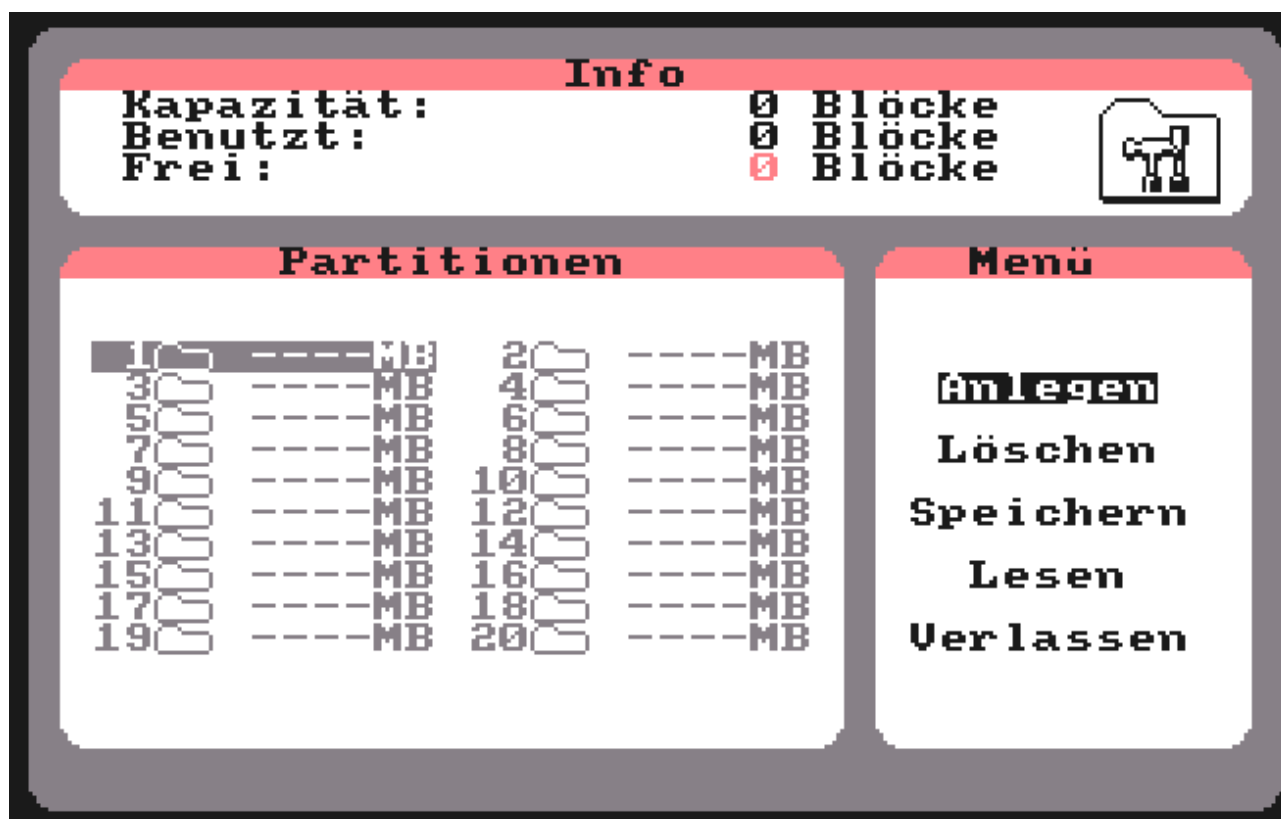 Info
Kapazität: 0 Blöcke
Benutzt: 0 Blöcke
Frei: 0 Blöcke
Partitionen
1 ----MB 2 ----MB
3 ----MB 4 ----MB
5 ----MB 6 ----MB
7 ----MB 8 ----MB
9 ----MB 10 ----MB
11 ----MB 12 ----MB
13 ----MB 14 ----MB
15 ----MB 16 ----MB
17 ----MB 18 ----MB
19 ----MB 20 ----MB
Menü
Anlegen
Löschen
Speichern
Lesen
Verlassen